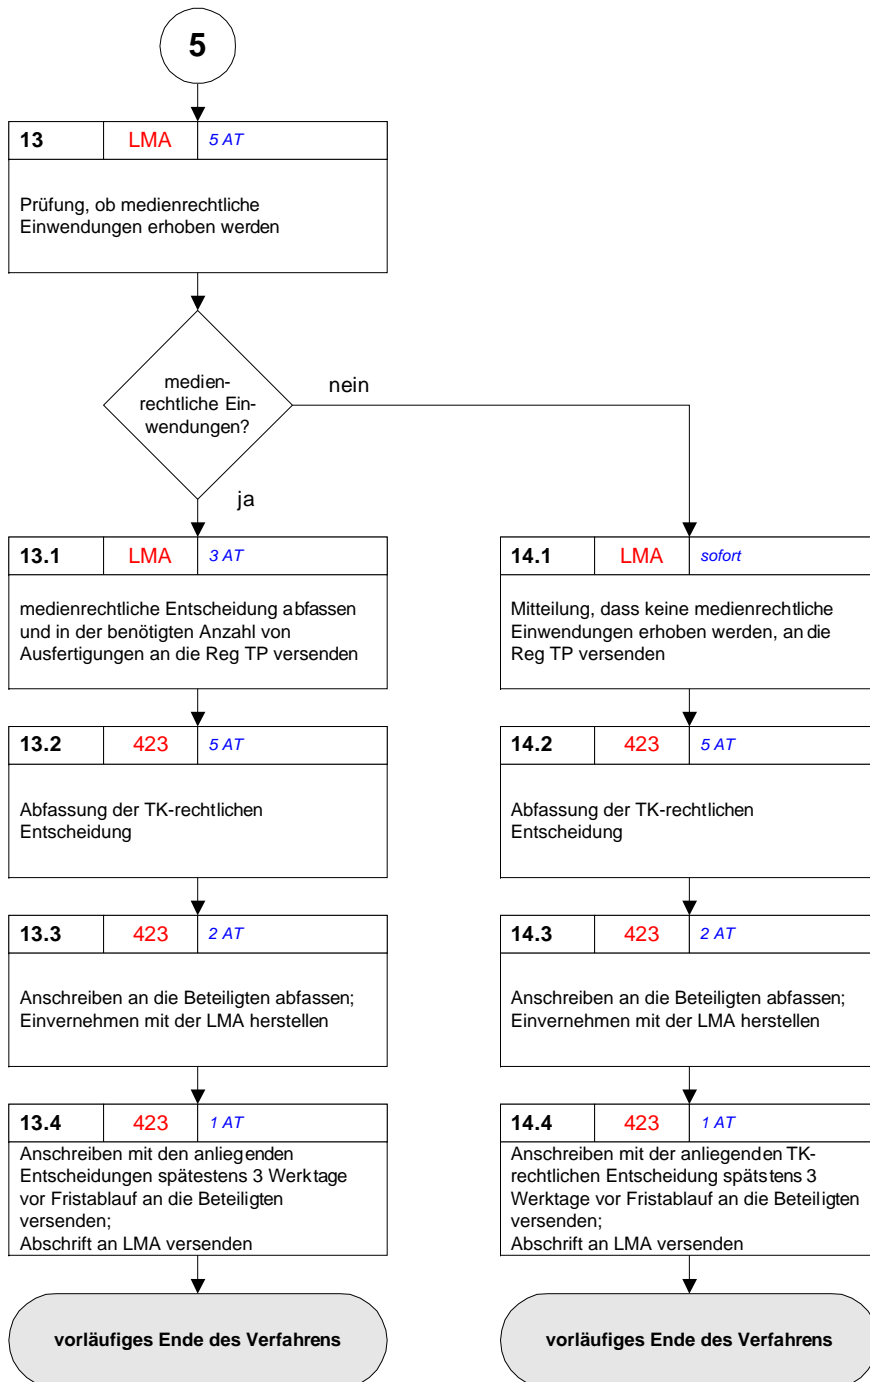 5
13 LMA 5 AT
Prüfung, ob medienrechtliche
Einwendungen erhoben werden
medien-
rechtliche Ein-
wendungen?
nein
ja
13.1 LMA 3 AT
medienrechtliche Entscheidung abfassen
und in der benötigten Anzahl von
Ausfertigungen an die Reg TP versenden
13.2 423 5 AT
Abfassung der TK-rechtlichen
Entscheidung
13.3 423 2 AT
Anschreiben an die Beteiligten abfassen;
Einvernehmen mit der LMA herstellen
13.4 423 1 AT
Anschreiben mit den anliegenden
Entscheidungen spätestens 3 Werktage
vor Fristablauf an die Beteiligten
versenden;
Abschrift an LMA versenden
vorläufiges Ende des Verfahrens
14.1 LMA sofort
Mitteilung, dass keine medienrechtliche
Einwendungen erhoben werden, an die
Reg TP versenden
14.2 423 5 AT
Abfassung der TK-rechtlichen
Entscheidung
14.3 423 2 AT
Anschreiben an die Beteiligten abfassen;
Einvernehmen mit der LMA herstellen
14.4 423 1 AT
Anschreiben mit der anliegenden TK-
rechtlichen Entscheidung spätstens 3
Werktage vor Fristablauf an die Beteiligten
versenden;
Abschrift an LMA versenden
vorläufiges Ende des Verfahrens